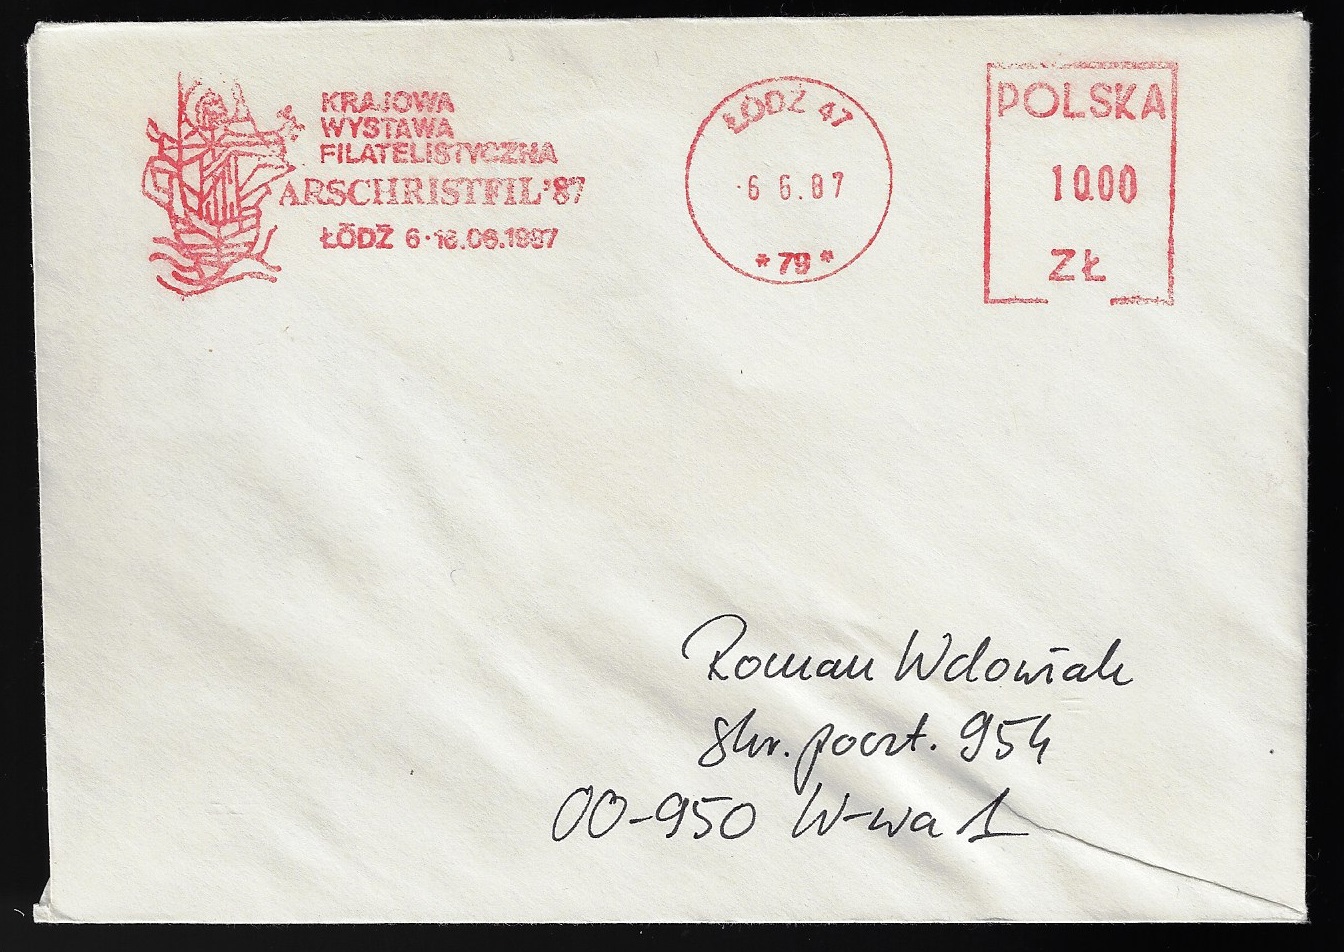 KRAJOWA
WYSTAWA
FILATELISTYCZNA
ARSCHRISTFIL'87
ŁÓDŹ 6-16.06.1987
ŁÓDŹ 47
6 6.87
* 79 *
POLSKA
10.00
ZŁ
Roman Wdowiak
skr. poczt. 954
00-950 W-wa 1